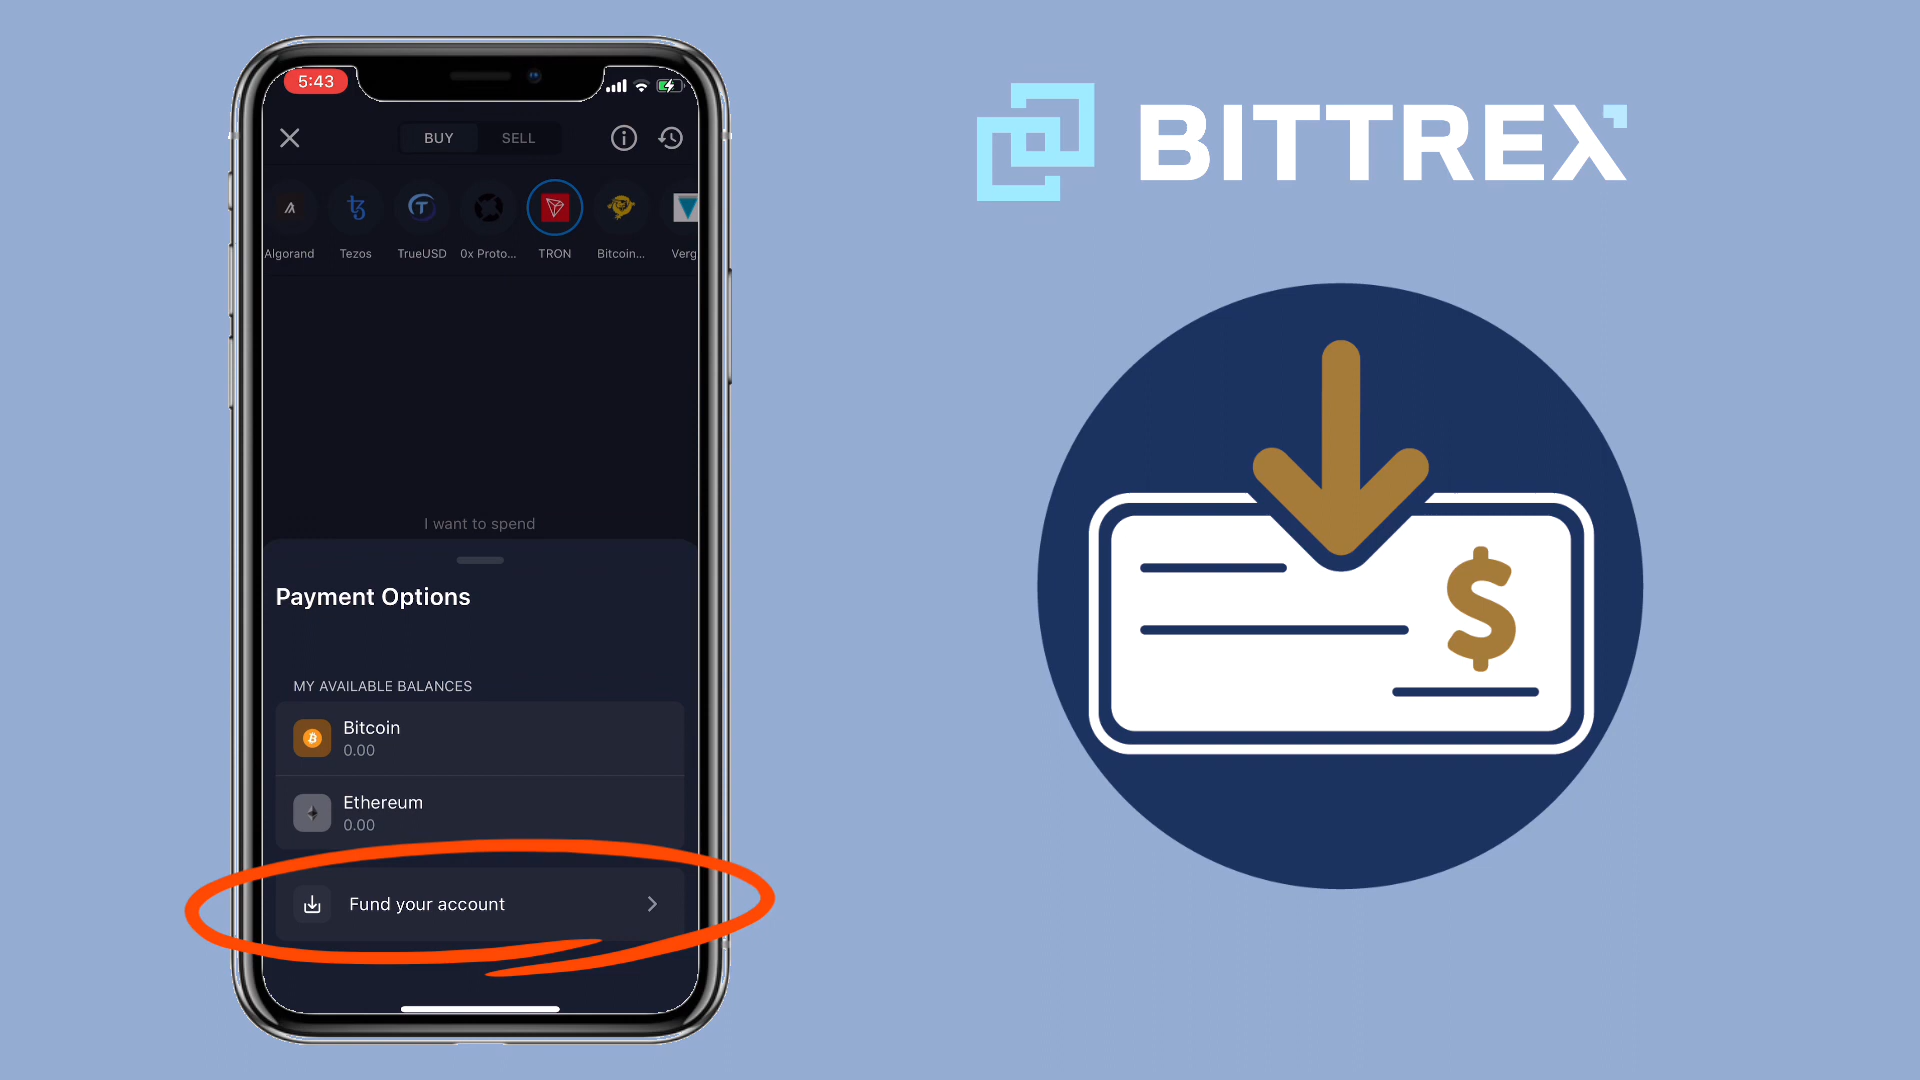 5:43
BUY SELL
Algorand Tezos TrueUSD 0x Proto... TRON Bitcoin... Verg
I want to spend
Payment Options
MY AVAILABLE BALANCES
Bitcoin
0.00
Ethereum
0.00
Fund your account
BITTREX
$